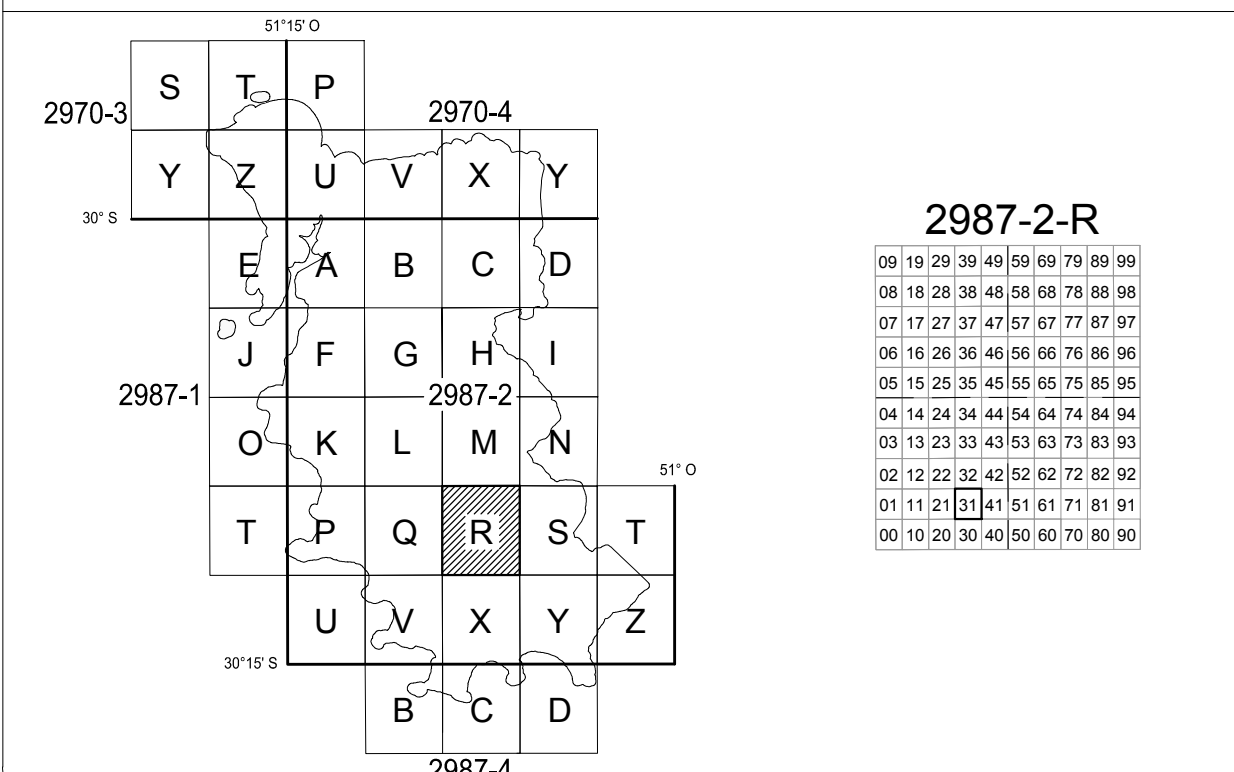 51°15' O
S T P
2970-3 2970-4
Y Z U V X Y
30° S
E A B C D
J F G H I
2987-1 2987-2
O K L M N
51° O
T P Q R S T
U V X Y Z
30°15' S
B C D
2987-4
2987-2-R
09 19 29 39 49 59 69 79 89 99
08 18 28 38 48 58 68 78 88 98
07 17 27 37 47 57 67 77 87 97
06 16 26 36 46 56 66 76 86 96
05 15 25 35 45 55 65 75 85 95
04 14 24 34 44 54 64 74 84 94
03 13 23 33 43 53 63 73 83 93
02 12 22 32 42 52 62 72 82 92
01 11 21 31 41 51 61 71 81 91
00 10 20 30 40 50 60 70 80 90